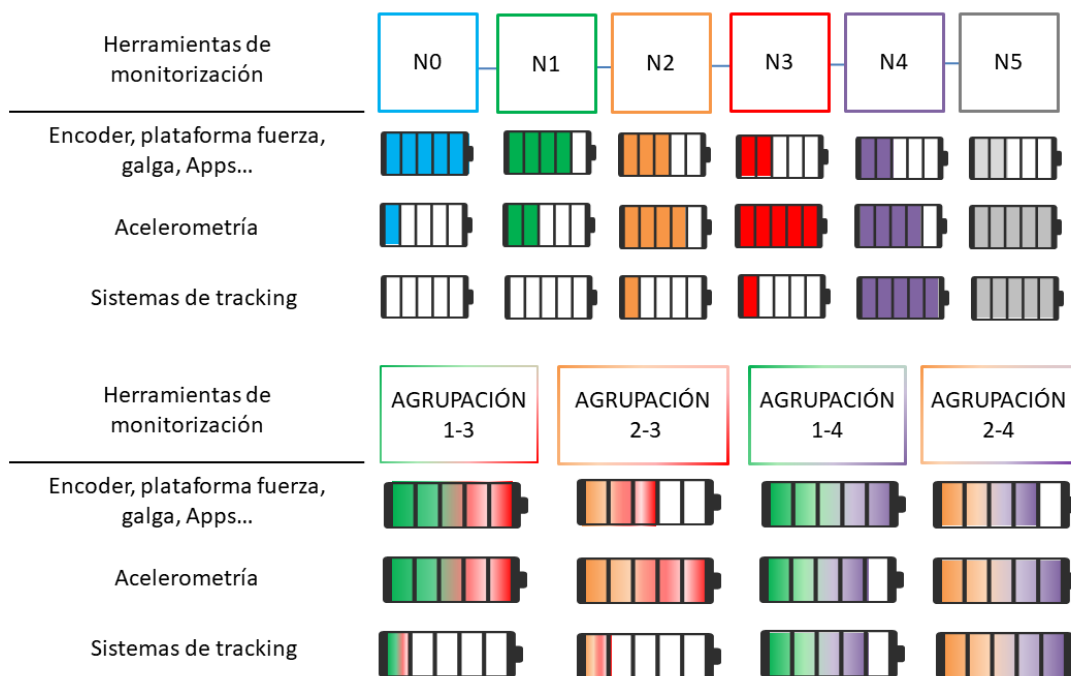 Herramientas de
monitorización
N0
N1
N2
N3
N4
N5
Encoder, plataforma fuerza,
galga, Apps...
Acelerometría
Sistemas de tracking
Herramientas de
monitorización
AGRUPACIÓN
1-3
AGRUPACIÓN
2-3
AGRUPACIÓN
1-4
AGRUPACIÓN
2-4
Encoder, plataforma fuerza,
galga, Apps...
Acelerometría
Sistemas de tracking